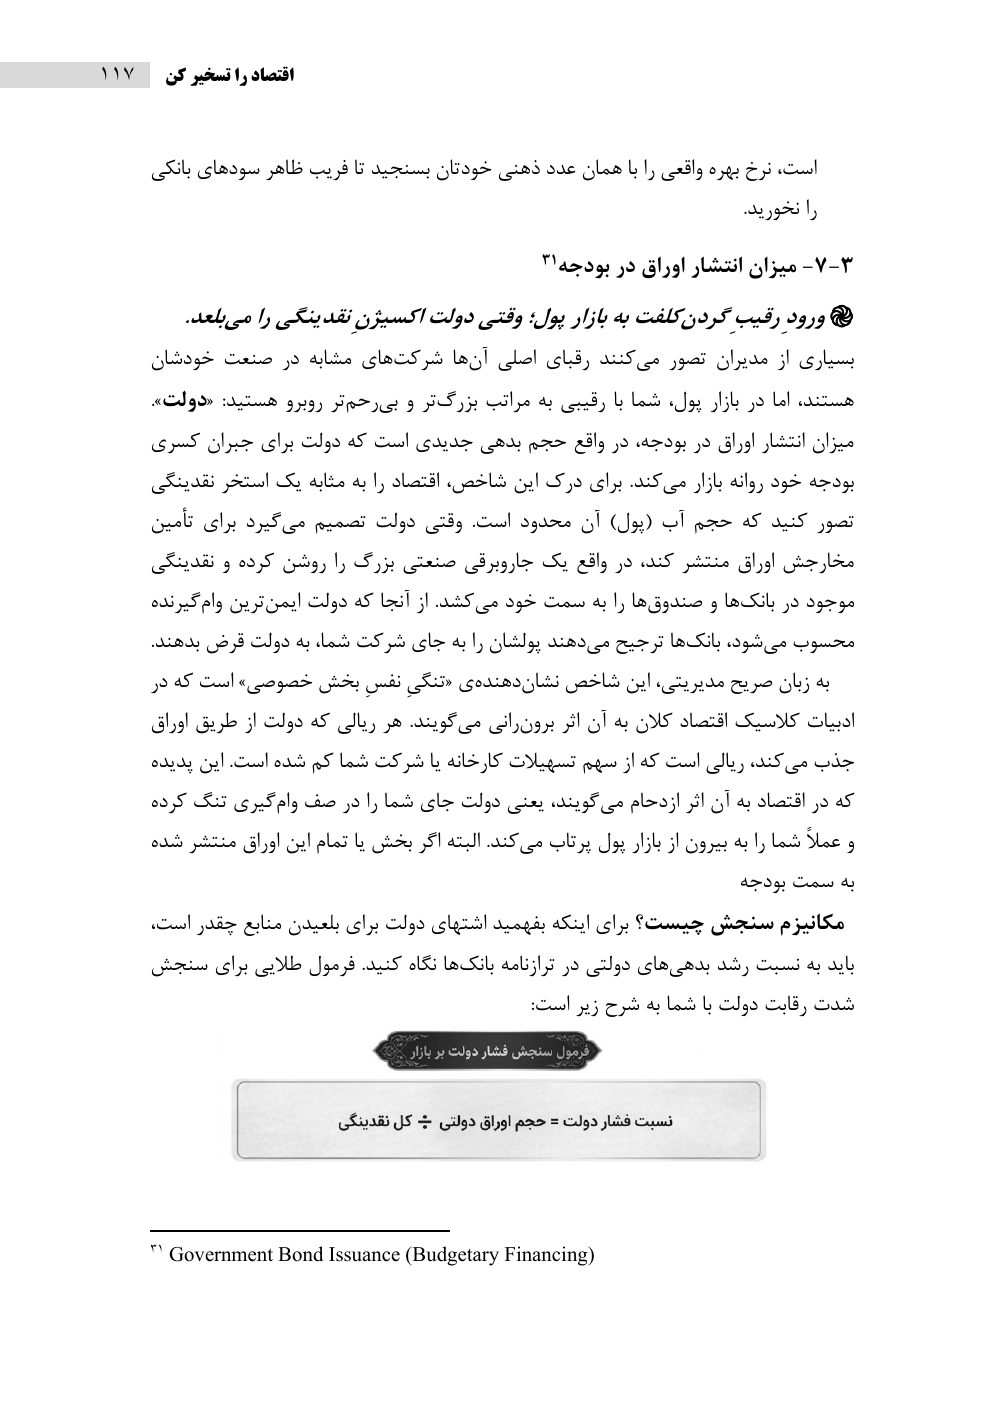 اقتصاد را تسخیر کن ۱۱۷
است، نرخ بهره واقعی را با همان عدد ذهنی خودتان بسنجید تا فریب ظاهر سودهای بانکی
را نخورید.
۳-۷- میزان انتشار اوراق در بودجه۳۱
ورودِ رقیبِ گردن‌کلفت به بازار پول؛ وقتی دولت اکسیژنِ نقدینگی را می‌بلعد.
بسیاری از مدیران تصور می‌کنند رقبای اصلی آن‌ها شرکت‌های مشابه در صنعت خودشان
هستند، اما در بازار پول، شما با رقیبی به مراتب بزرگ‌تر و بی‌رحم‌تر روبرو هستید: «دولت».
میزان انتشار اوراق در بودجه، در واقع حجم بدهی جدیدی است که دولت برای جبران کسری
بودجه خود روانه بازار می‌کند. برای درک این شاخص، اقتصاد را به مثابه یک استخر نقدینگی
تصور کنید که حجم آب (پول) آن محدود است. وقتی دولت تصمیم می‌گیرد برای تأمین
مخارجش اوراق منتشر کند، در واقع یک جاروبرقی صنعتی بزرگ را روشن کرده و نقدینگی
موجود در بانک‌ها و صندوق‌ها را به سمت خود می‌کشد. از آنجا که دولت ایمن‌ترین وام‌گیرنده
محسوب می‌شود، بانک‌ها ترجیح می‌دهند پولشان را به جای شرکت شما، به دولت قرض بدهند.
به زبان صریح مدیریتی، این شاخص نشان‌دهنده‌ی «تنگیِ نفسِ بخش خصوصی» است که در
ادبیات کلاسیک اقتصاد کلان به آن اثر برون‌رانی می‌گویند. هر ریالی که دولت از طریق اوراق
جذب می‌کند، ریالی است که از سهم تسهیلات کارخانه یا شرکت شما کم شده است. این پدیده
که در اقتصاد به آن اثر ازدحام می‌گویند، یعنی دولت جای شما را در صف وام‌گیری تنگ کرده
و عملاً شما را به بیرون از بازار پول پرتاب می‌کند. البته اگر بخش یا تمام این اوراق منتشر شده
به سمت بودجه
مکانیزم سنجش چیست؟ برای اینکه بفهمید اشتهای دولت برای بلعیدن منابع چقدر است،
باید به نسبت رشد بدهی‌های دولتی در ترازنامه بانک‌ها نگاه کنید. فرمول طلایی برای سنجش
شدت رقابت دولت با شما به شرح زیر است:
فرمول سنجش فشار دولت بر بازار
نسبت فشار دولت = حجم اوراق دولتی ÷ کل نقدینگی
۳۱ Government Bond Issuance (Budgetary Financing)